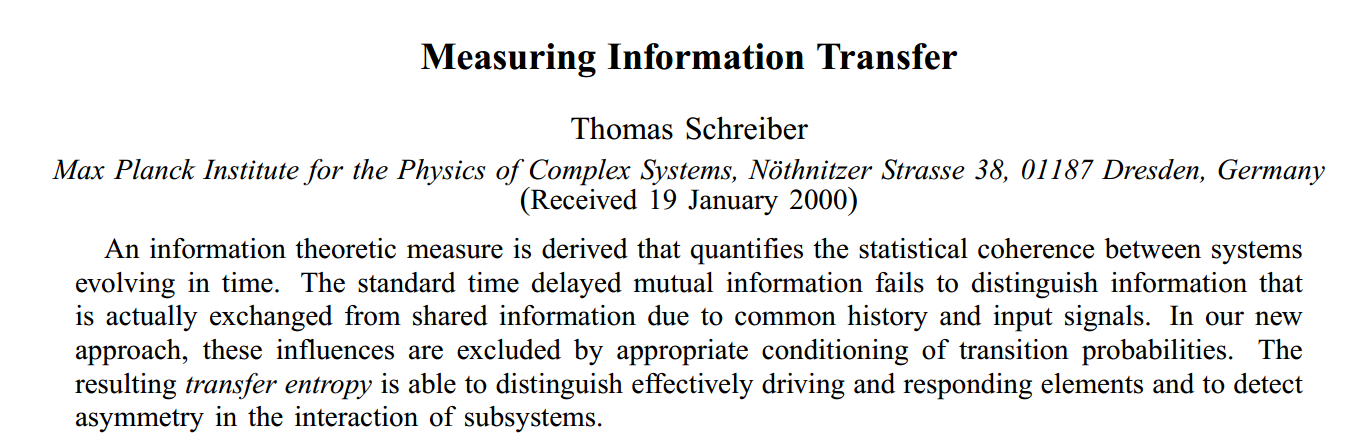 Measuring Information Transfer
Thomas Schreiber
Max Planck Institute for the Physics of Complex Systems, Nöthnitzer Strasse 38, 01187 Dresden, Germany
(Received 19 January 2000)
An information theoretic measure is derived that quantifies the statistical coherence between systems
evolving in time. The standard time delayed mutual information fails to distinguish information that
is actually exchanged from shared information due to common history and input signals. In our new
approach, these influences are excluded by appropriate conditioning of transition probabilities. The
resulting transfer entropy is able to distinguish effectively driving and responding elements and to detect
asymmetry in the interaction of subsystems.